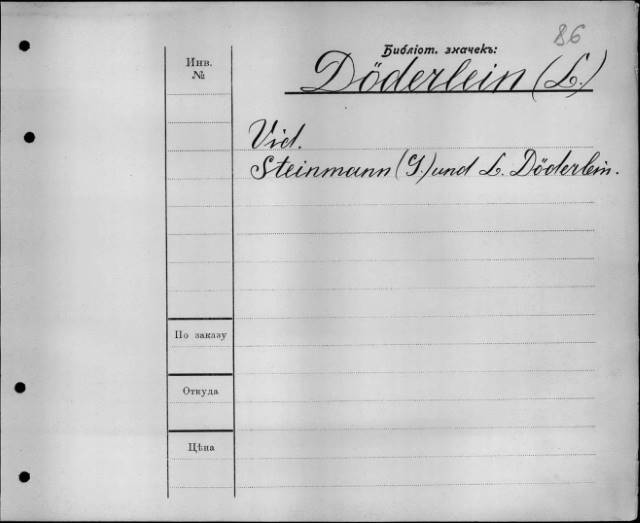 86
Библіот. значекъ:
Инв.
№
Döderlein (L.)
Vid.
Steinmann (G.) und L. Döderlein.
По заказу
Откуда
Цѣна